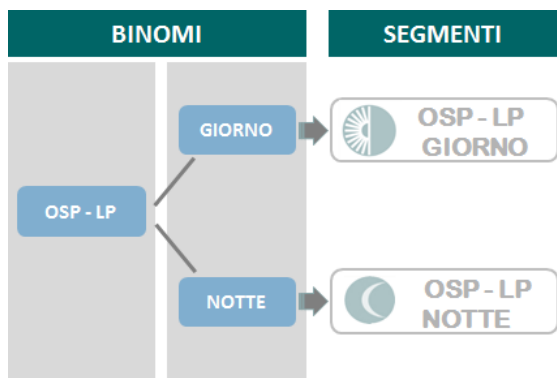 BINOMI
SEGMENTI
GIORNO
OSP - LP
GIORNO
OSP - LP
NOTTE
OSP - LP
NOTTE